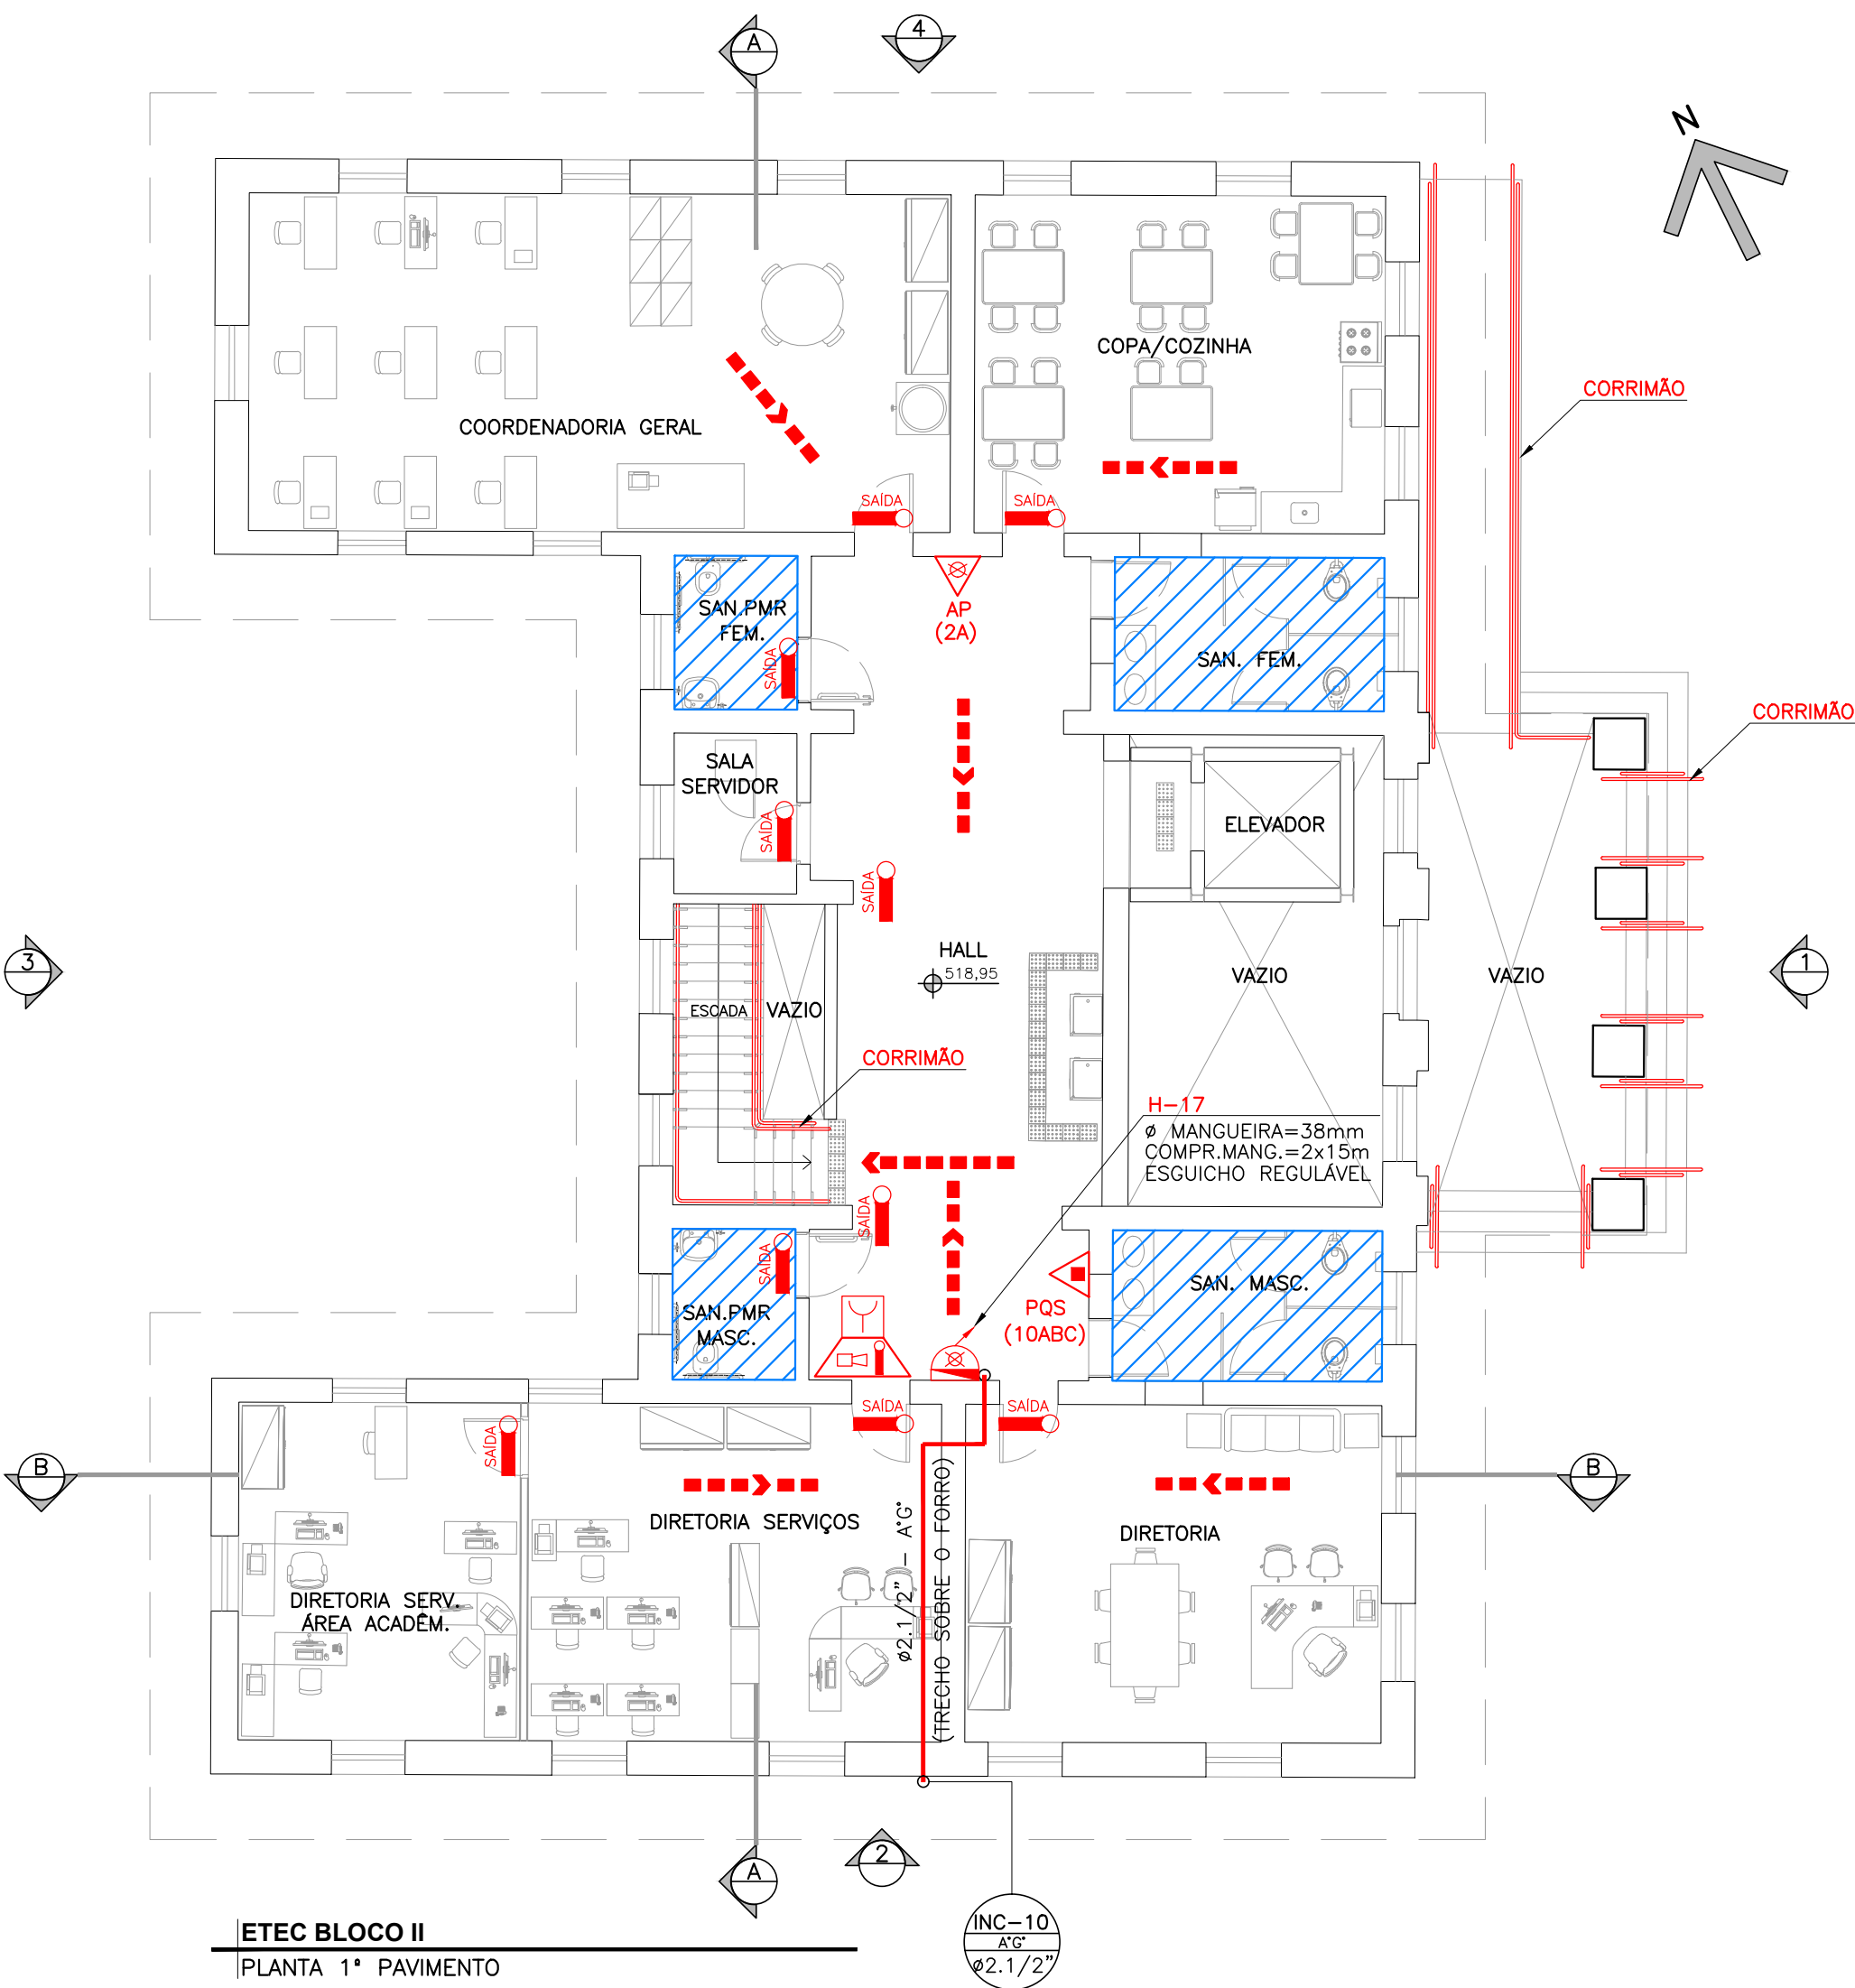 A
4
N
COPA/COZINHA
CORRIMÃO
COORDENADORIA GERAL
SAÍDA
SAÍDA
SAN.PMR
FEM.
SAÍDA
AP
(2A)
SAN. FEM.
CORRIMÃO
SALA
SERVIDOR
SAÍDA
ELEVADOR
SAÍDA
3
HALL
518,95
VAZIO
VAZIO
1
ESCADA
VAZIO
CORRIMÃO
H-17
ø MANGUEIRA=38mm
COMPR.MANG.=2x15m
ESGUICHO REGULÁVEL
SAÍDA
SAÍDA
SAN.PMR
MASC.
PQS
(10ABC)
SAN. MASC.
SAÍDA
SAÍDA
SAÍDA
B
B
DIRETORIA SERVIÇOS
DIRETORIA
DIRETORIA SERV.
ÁREA ACADÊM.
ø2.1/2" - A°G°
(TRECHO SOBRE O FORRO)
A
2
INC-10
A°G°
ø2.1/2"
ETEC BLOCO II
PLANTA 1º PAVIMENTO